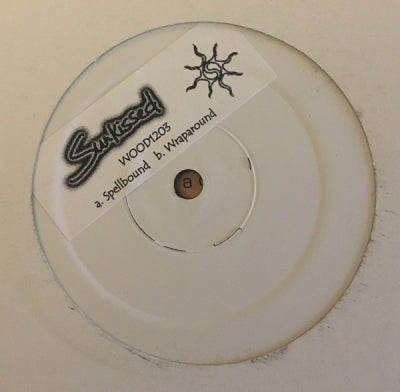 Sunkissed
WOOD1203
a. Spellbound b. Wraparound
a